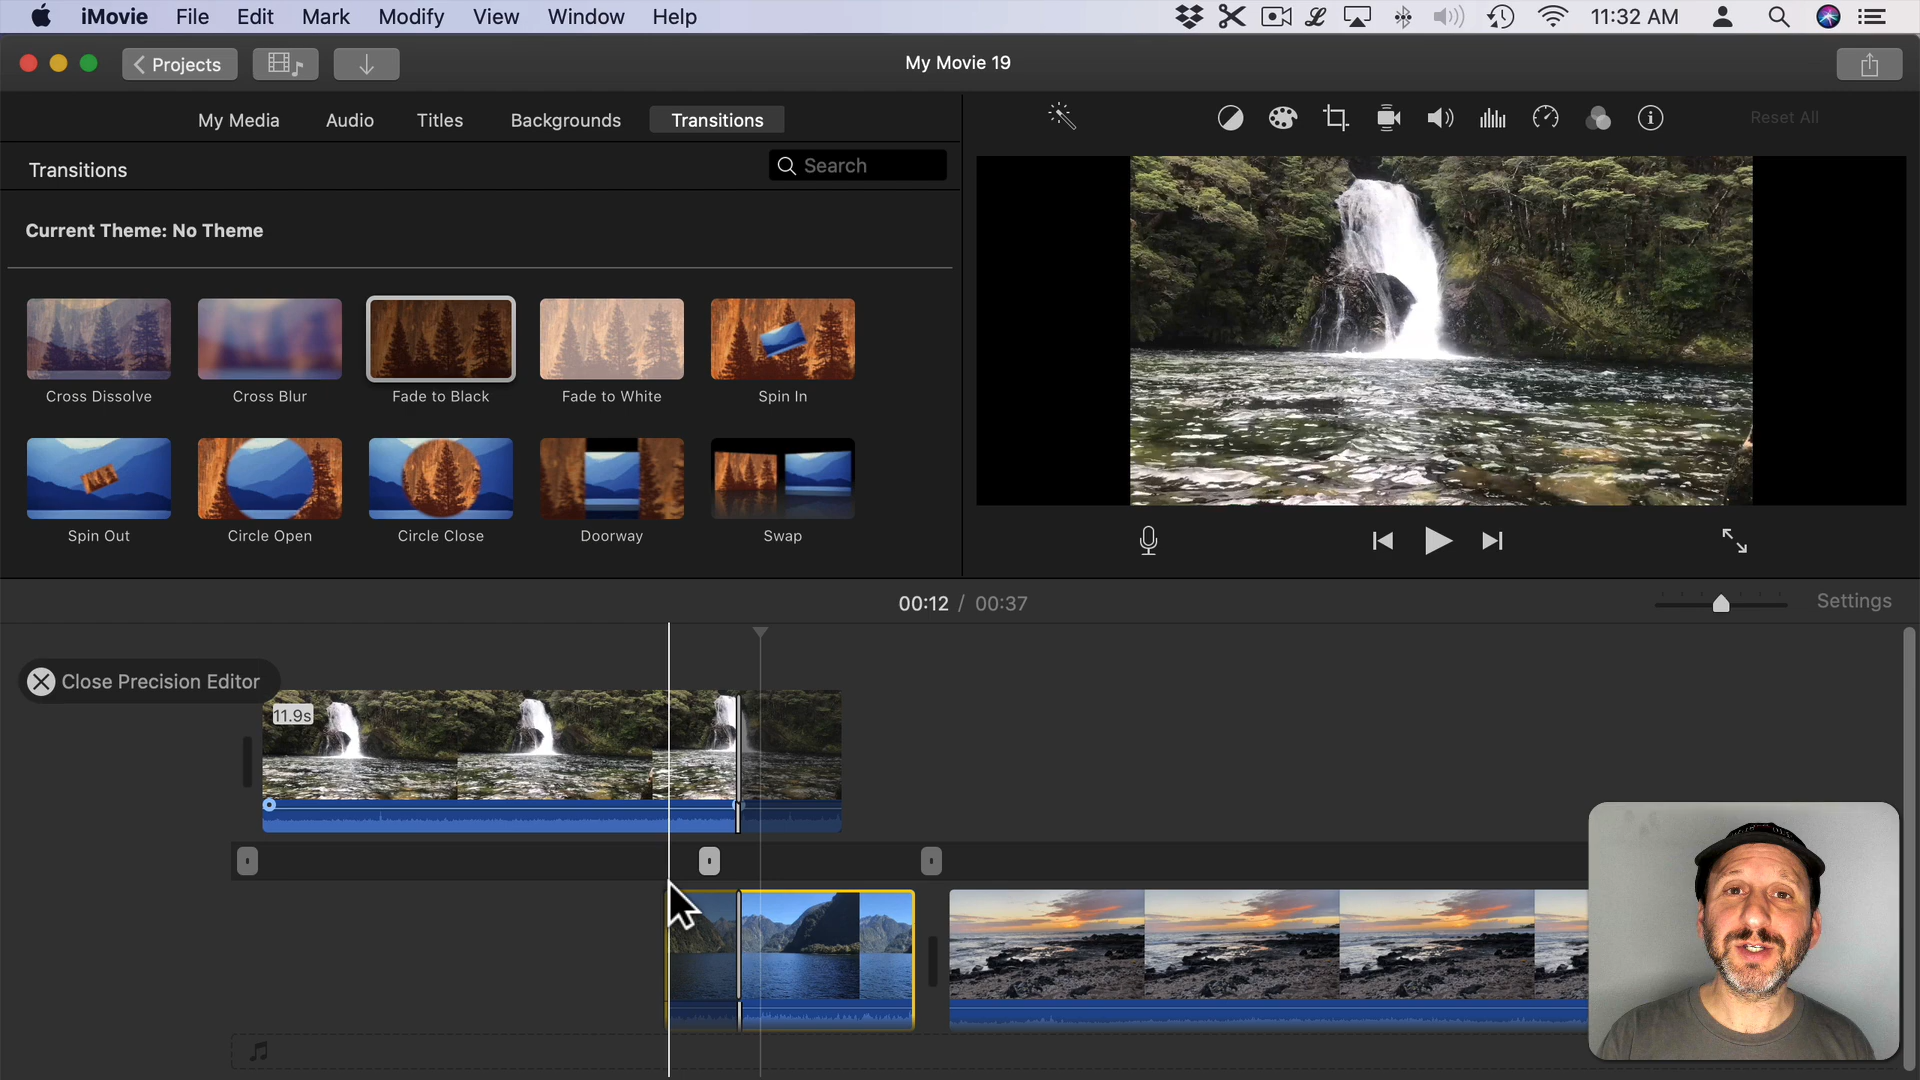 iMovie File Edit Mark Modify View Window Help 11:32 AM
Projects
My Movie 19
My Media Audio Titles Backgrounds Transitions
Reset All
Transitions
Search
Current Theme: No Theme
Cross Dissolve Cross Blur Fade to Black Fade to White Spin In
Spin Out Circle Open Circle Close Doorway Swap
00:12 / 00:37
Settings
Close Precision Editor
11.9s